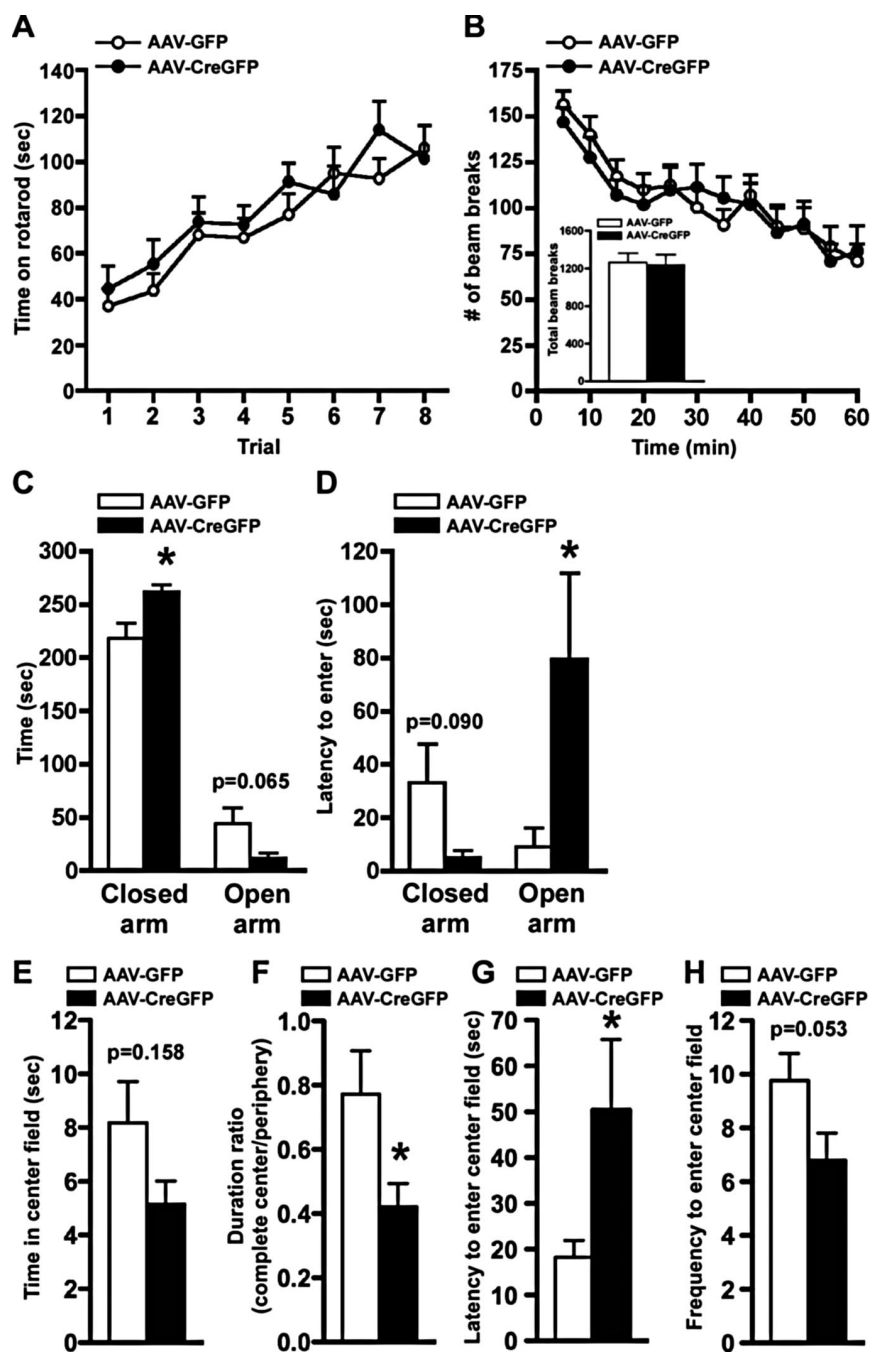 A
AAV-GFP
AAV-CreGFP
Time on rotarod (sec)
140
120
100
80
60
40
20
0
1 2 3 4 5 6 7 8
Trial
B
AAV-GFP
AAV-CreGFP
# of beam breaks
175
150
125
100
75
50
25
0
0 10 20 30 40 50 60
Time (min)
AAV-GFP
AAV-CreGFP
Total beam breaks
1600
1200
800
400
0
C
AAV-GFP
AAV-CreGFP
Time (sec)
300
250
200
150
100
50
0
*
p=0.065
Closed arm
Open arm
D
AAV-GFP
AAV-CreGFP
Latency to enter (sec)
120
100
80
60
40
20
0
p=0.090
*
Closed arm
Open arm
E
AAV-GFP
AAV-CreGFP
Time in center field (sec)
12
10
8
6
4
2
0
p=0.158
F
AAV-GFP
AAV-CreGFP
Duration ratio
(complete center/periphery)
1.0
0.8
0.6
0.4
0.2
0.0
*
G
AAV-GFP
AAV-CreGFP
Latency to enter center field (sec)
70
60
50
40
30
20
10
0
*
H
AAV-GFP
AAV-CreGFP
Frequency to enter center field
12
10
8
6
4
2
0
p=0.053